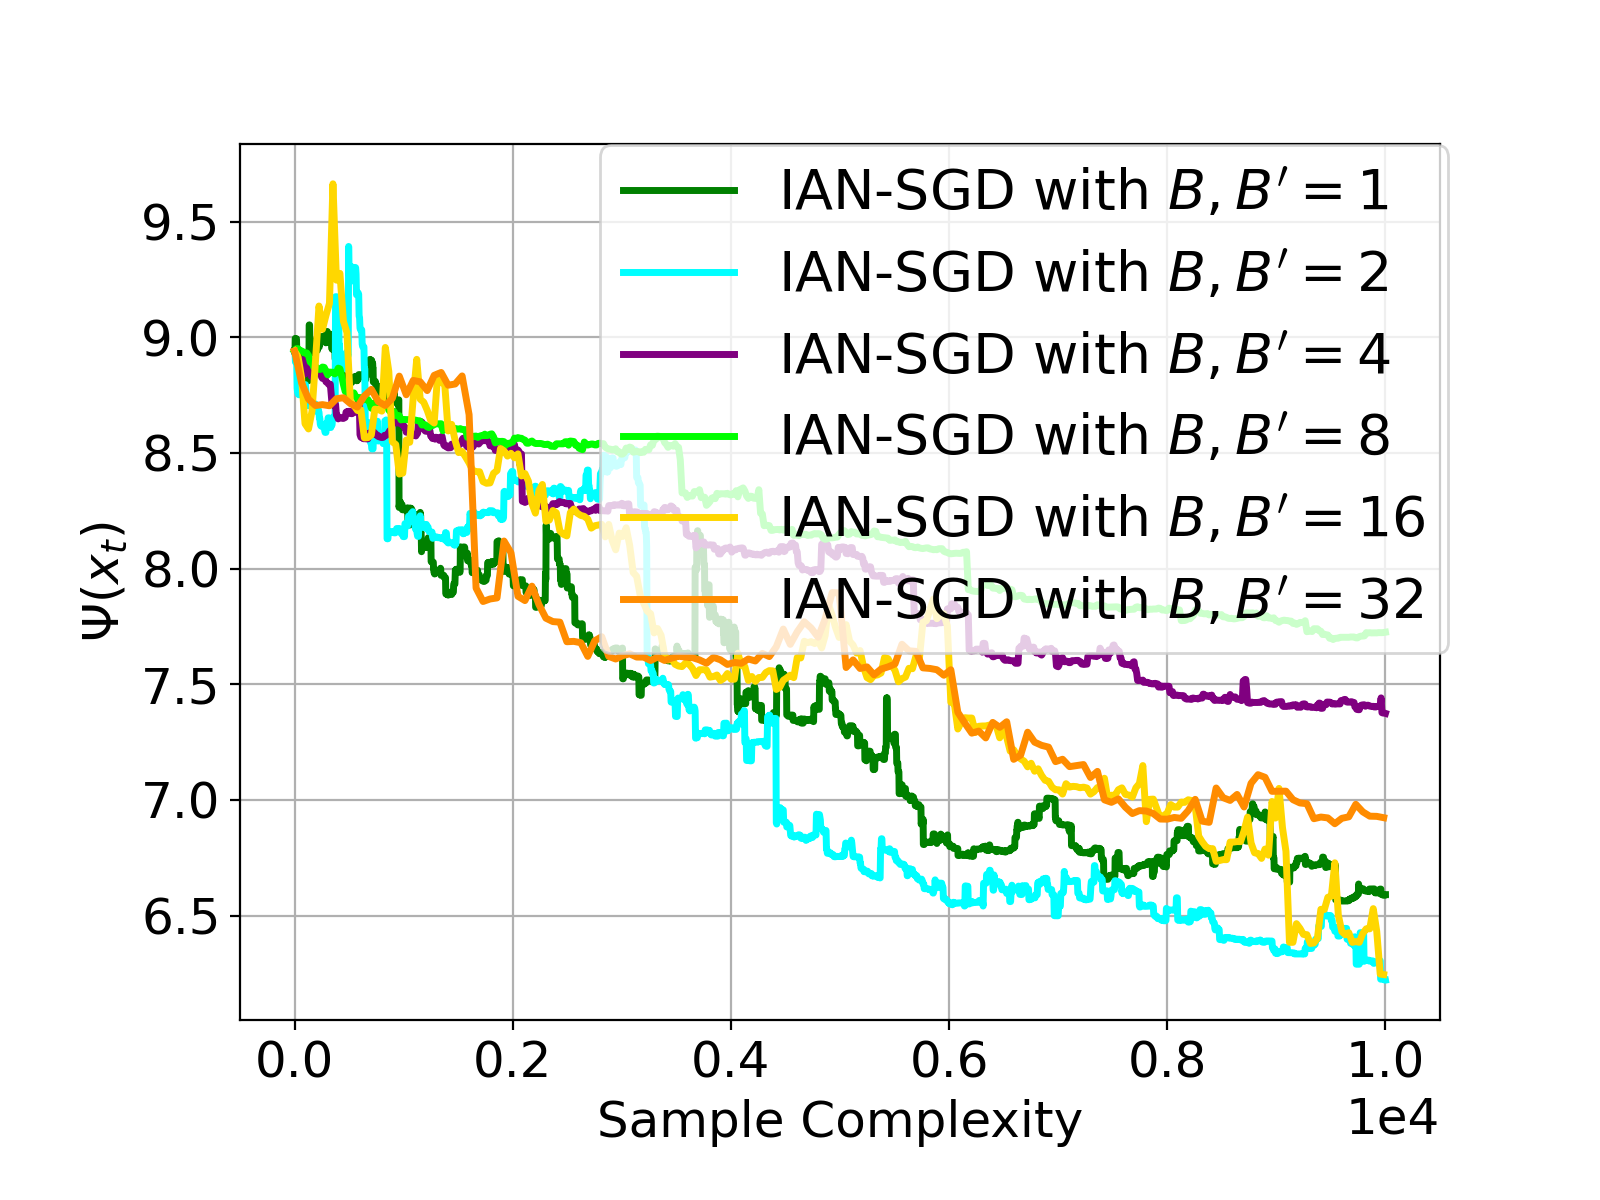 IAN-SGD with B, B′ = 1
IAN-SGD with B, B′ = 2
IAN-SGD with B, B′ = 4
IAN-SGD with B, B′ = 8
IAN-SGD with B, B′ = 16
IAN-SGD with B, B′ = 32
9.5
9.0
8.5
8.0
7.5
7.0
6.5
Ψ(xₜ)
0.0 0.2 0.4 0.6 0.8 1.0
Sample Complexity
1e4